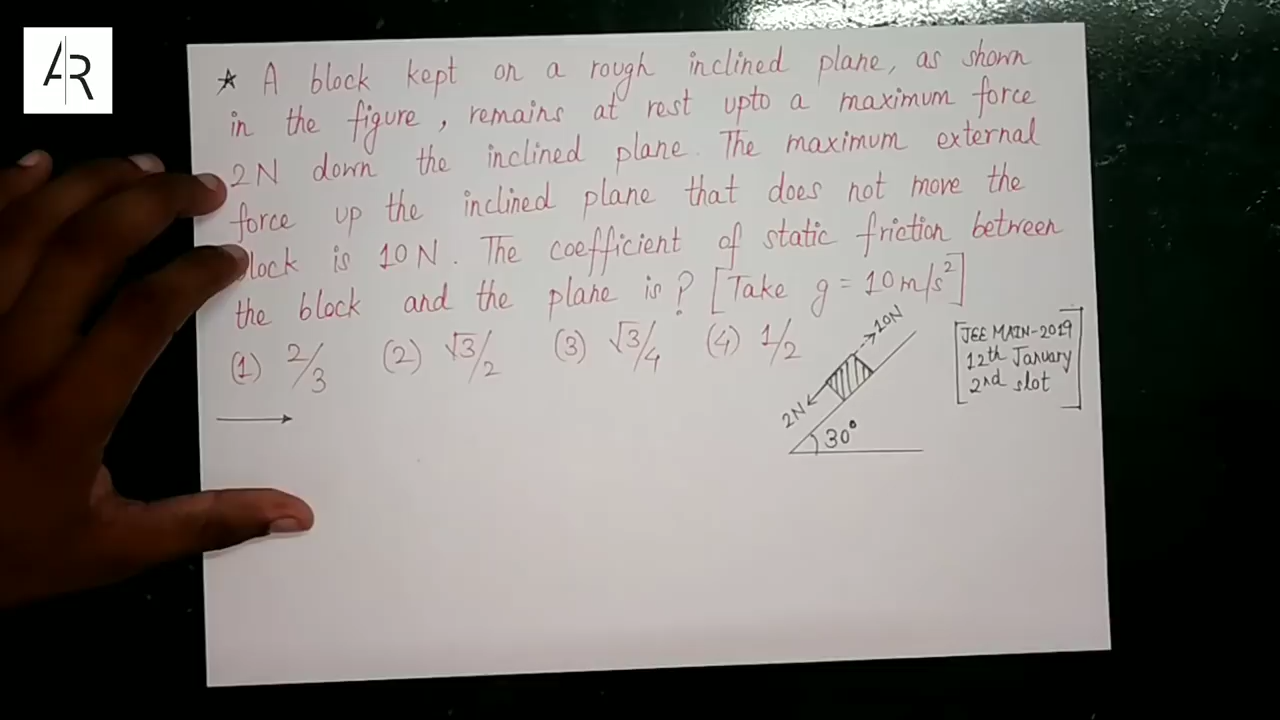 AR
★ A block kept on a rough inclined plane, as shown
in the figure, remains at rest upto a maximum force
2N down the inclined plane. The maximum external
force up the inclined plane that does not move the
block is 10N. The coefficient of static friction between
the block and the plane is? [Take g = 10 m/s²]
(1) 2/3 (2) √3/2 (3) √3/4 (4) 1/2
→10N
2N
30°
[JEE MAIN-2019
12th January
2nd slot]